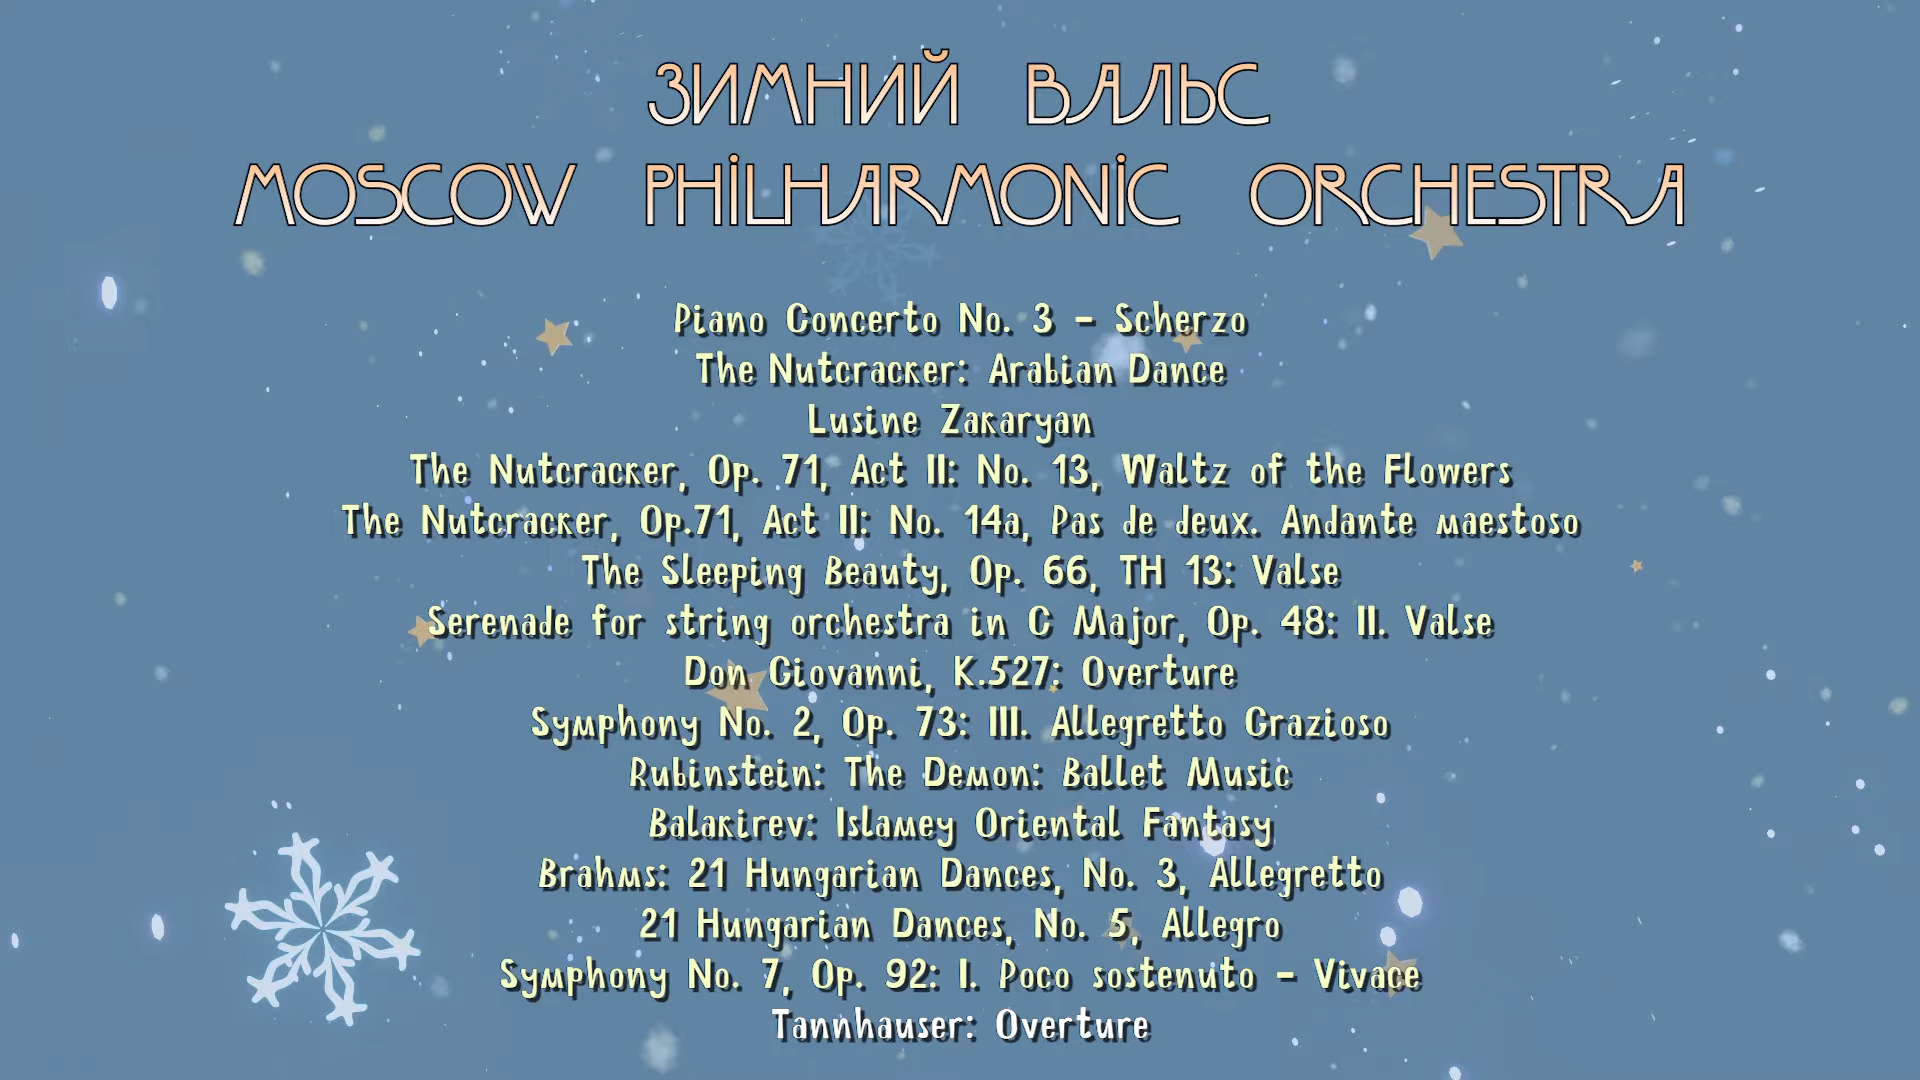 ЗИМНИЙ ВАЛЬС
MOSCOW PHILHARMONIC ORCHESTRA
Piano Concerto No. 3 - Scherzo
The Nutcracker: Arabian Dance
Lusine Zakaryan
The Nutcracker, Op. 71, Act II: No. 13, Waltz of the Flowers
The Nutcracker, Op.71, Act II: No. 14a, Pas de deux. Andante maestoso
The Sleeping Beauty, Op. 66, TH 13: Valse
Serenade for string orchestra in C Major, Op. 48: II. Valse
Don Giovanni, K.527: Overture
Symphony No. 2, Op. 73: III. Allegretto Grazioso
Rubinstein: The Demon: Ballet Music
Balakirev: Islamey Oriental Fantasy
Brahms: 21 Hungarian Dances, No. 3, Allegretto
21 Hungarian Dances, No. 5, Allegro
Symphony No. 7, Op. 92: I. Poco sostenuto - Vivace
Tannhauser: Overture